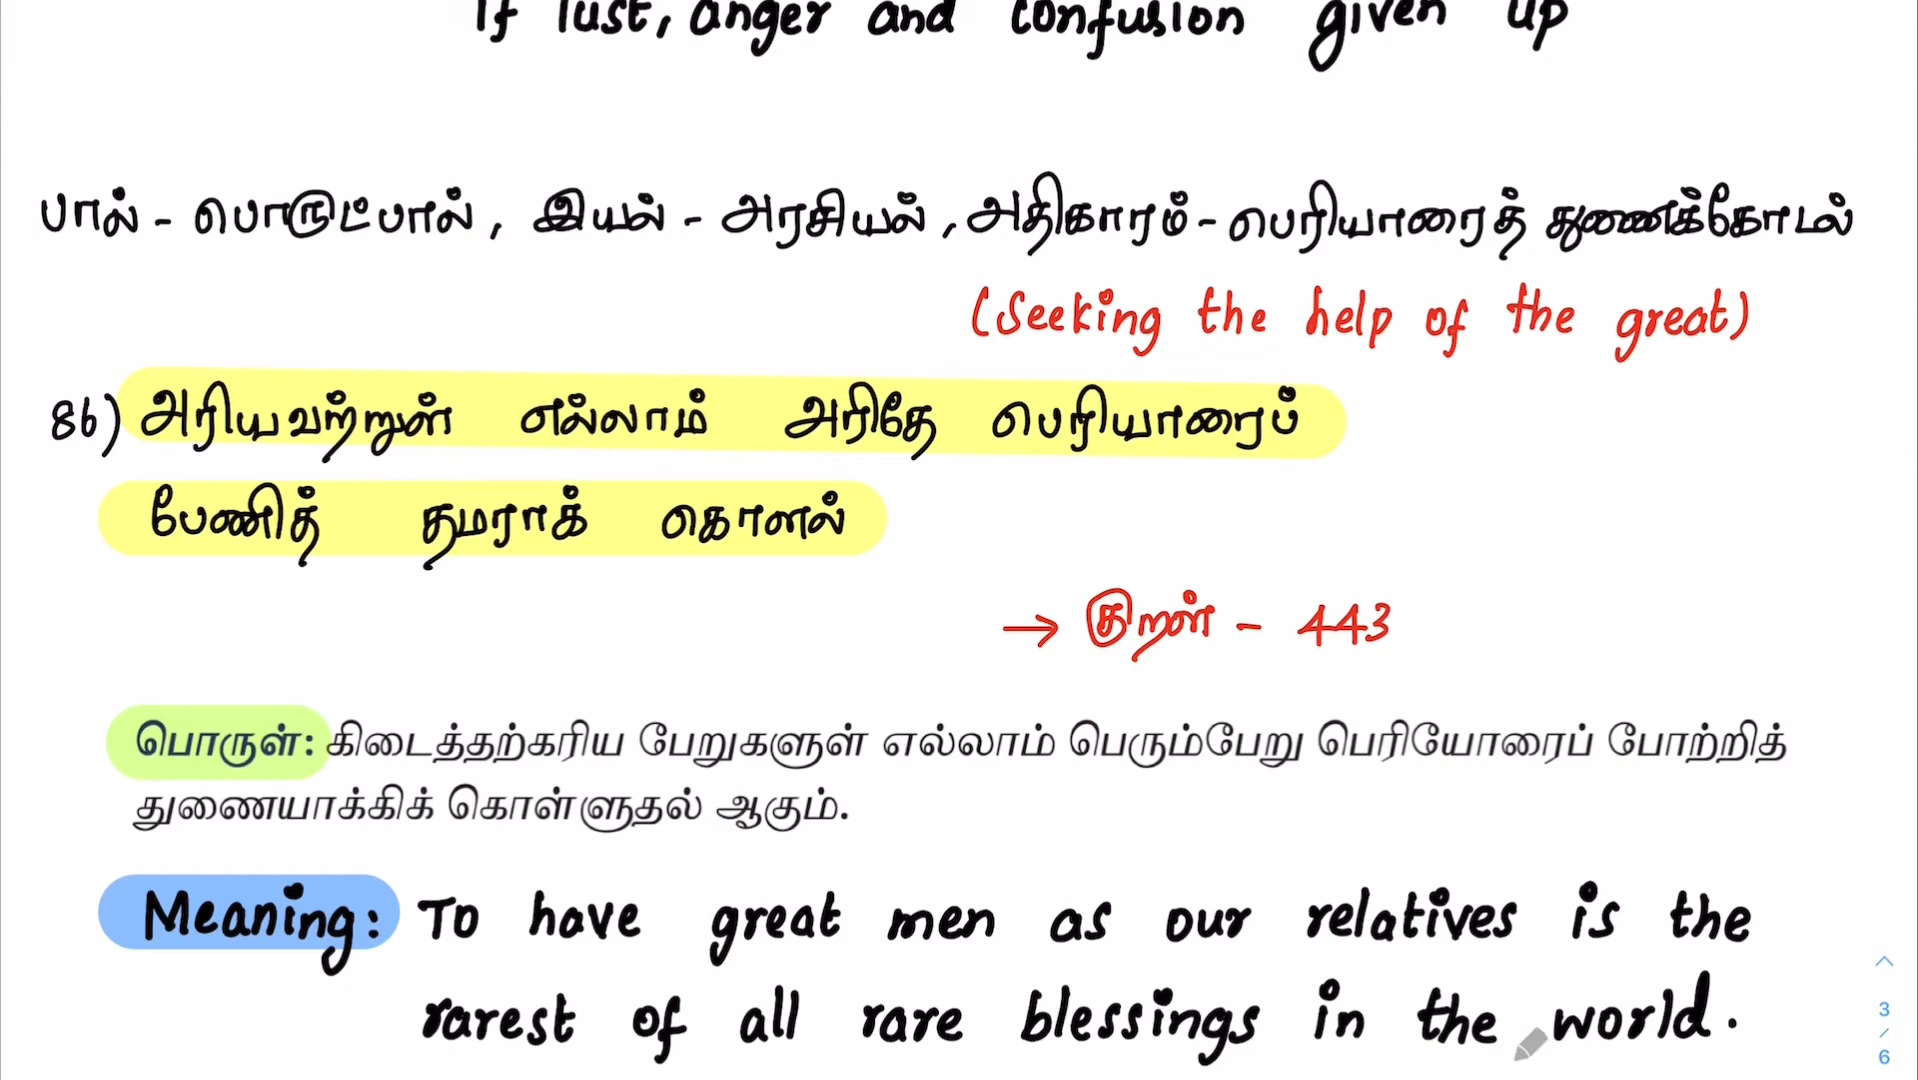 If lust, anger and confusion given up
பால் - பொருட்பால், இயல் - அரசியல், அதிகாரம் - பெரியாரைத் துணைக்கோடல்
(Seeking the help of the great)
86) அரியவற்றுள் எல்லாம் அரிதே பெரியாரைப்
பேணித் தமராக் கொளல்
→ குறள் - 443
பொருள்: கிடைத்தற்கரிய பேறுகளுள் எல்லாம் பெரும்பேறு பெரியோரைப் போற்றித்
துணையாக்கிக் கொள்ளுதல் ஆகும்.
Meaning: To have great men as our relatives is the
rarest of all rare blessings in the world.
3
/
6